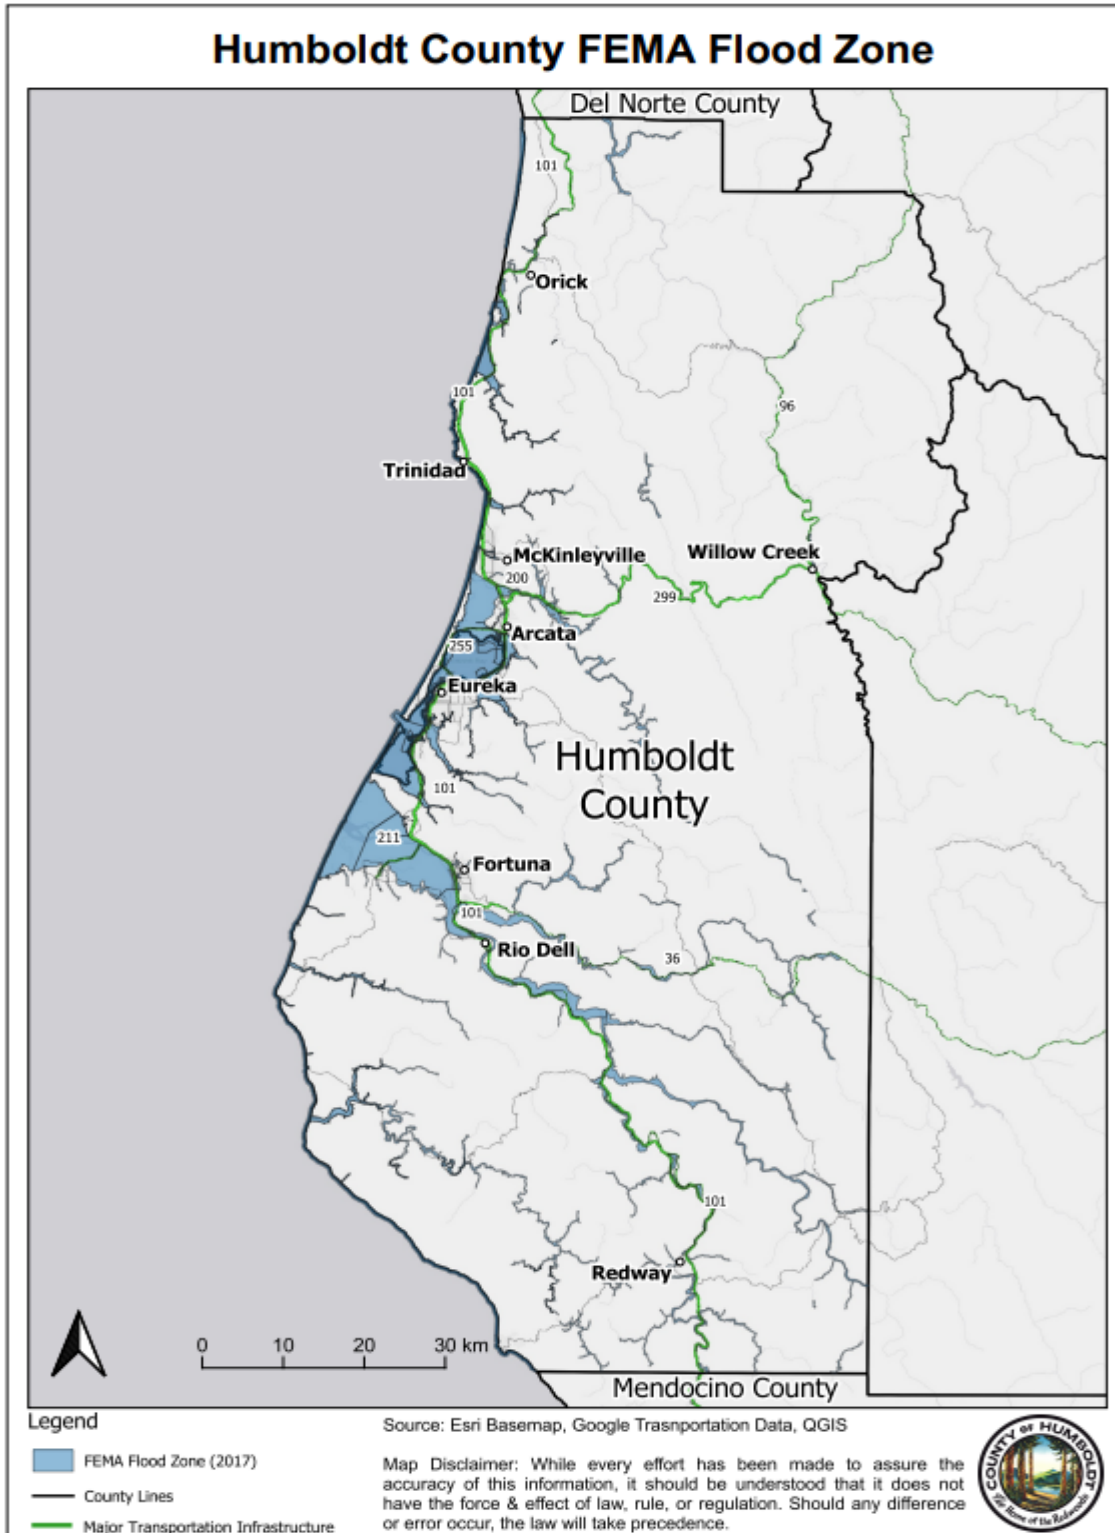 Humboldt County FEMA Flood Zone
Del Norte County
101
Orick
101
96
Trinidad
McKinleyville
Willow Creek
200
299
Arcata
255
Eureka
Humboldt
County
101
211
Fortuna
101
Rio Dell
36
101
Redway
0 10 20 30 km
Mendocino County
Legend
FEMA Flood Zone (2017)
County Lines
Major Transportation Infrastructure
Source: Esri Basemap, Google Trasnportation Data, QGIS
Map Disclaimer: While every effort has been made to assure the
accuracy of this information, it should be understood that it does not
have the force & effect of law, rule, or regulation. Should any difference
or error occur, the law will take precedence.
COUNTY of HUMBOLDT
The Home of the Redwoods